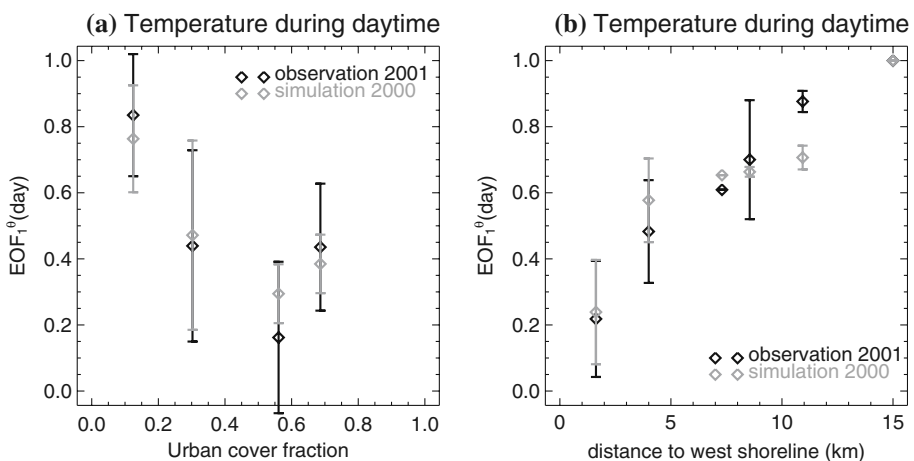 (a) Temperature during daytime
EOF₁ᶿ(day)
1.0
0.8
0.6
0.4
0.2
0.0
observation 2001
simulation 2000
0.0 0.2 0.4 0.6 0.8 1.0
Urban cover fraction
(b) Temperature during daytime
EOF₁ᶿ(day)
1.0
0.8
0.6
0.4
0.2
0.0
observation 2001
simulation 2000
0 5 10 15
distance to west shoreline (km)